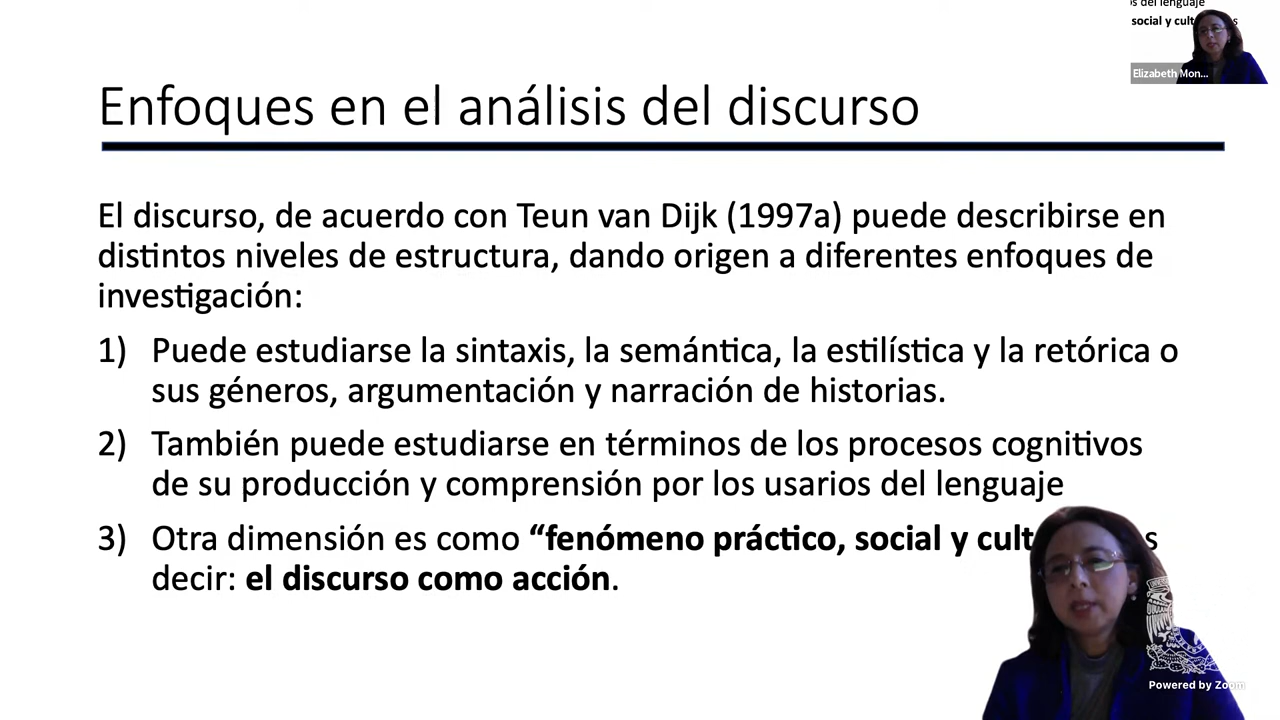 s del lenguaje
social y cult
Elizabeth Mon...
Enfoques en el análisis del discurso
El discurso, de acuerdo con Teun van Dijk (1997a) puede describirse en
distintos niveles de estructura, dando origen a diferentes enfoques de
investigación:
1) Puede estudiarse la sintaxis, la semántica, la estilística y la retórica o
sus géneros, argumentación y narración de historias.
2) También puede estudiarse en términos de los procesos cognitivos
de su producción y comprensión por los usarios del lenguaje
3) Otra dimensión es como “fenómeno práctico, social y cult s
decir: el discurso como acción.
Powered by Zoom